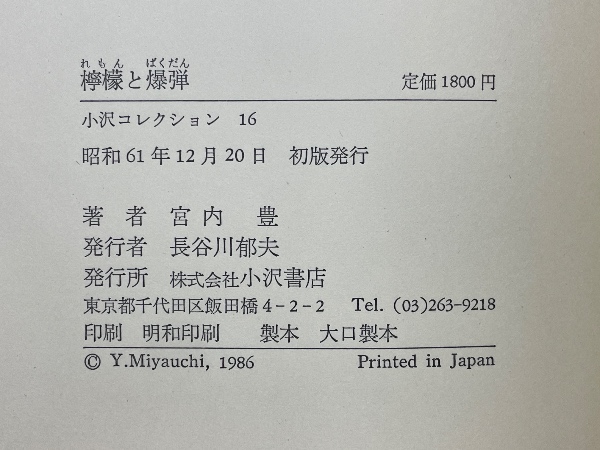 れもん ばくだん
檸檬と爆弾 定価1800円
小沢コレクション 16
昭和61年12月20日 初版発行
著者 宮内豊
発行者 長谷川郁夫
発行所 株式会社小沢書店
東京都千代田区飯田橋4-2-2 Tel. (03)263-9218
印刷 明和印刷 製本 大口製本
© Y.Miyauchi, 1986 Printed in Japan